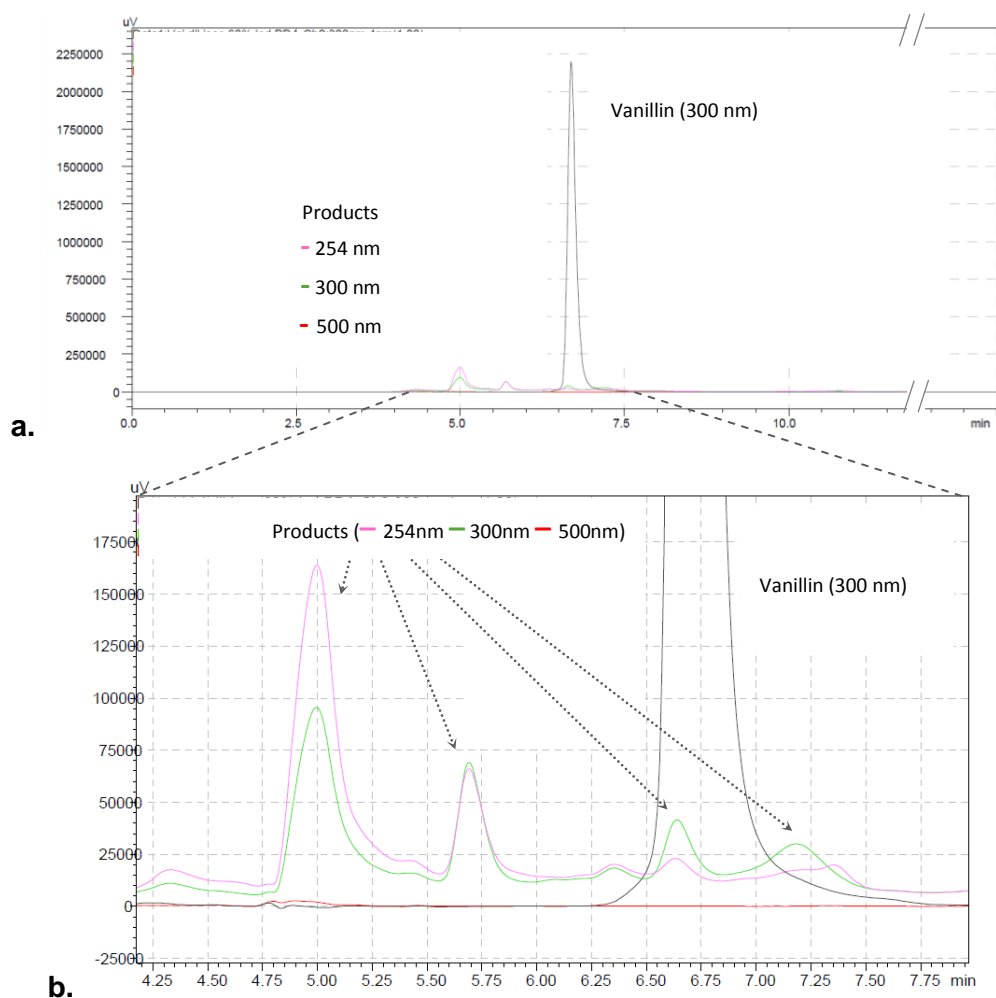 uV
2250000
2000000
1750000
1500000
1250000
1000000
750000
500000
250000
0
Vanillin (300 nm)
Products
254 nm
300 nm
500 nm
0.0 2.5 5.0 7.5 10.0 min
a.
uV
Products ( 254nm 300nm 500nm)
Vanillin (300 nm)
17500
150000
125000
100000
75000
50000
25000
0
-25000
4.25 4.50 4.75 5.00 5.25 5.50 5.75 6.00 6.25 6.50 6.75 7.00 7.25 7.50 7.75 min
b.